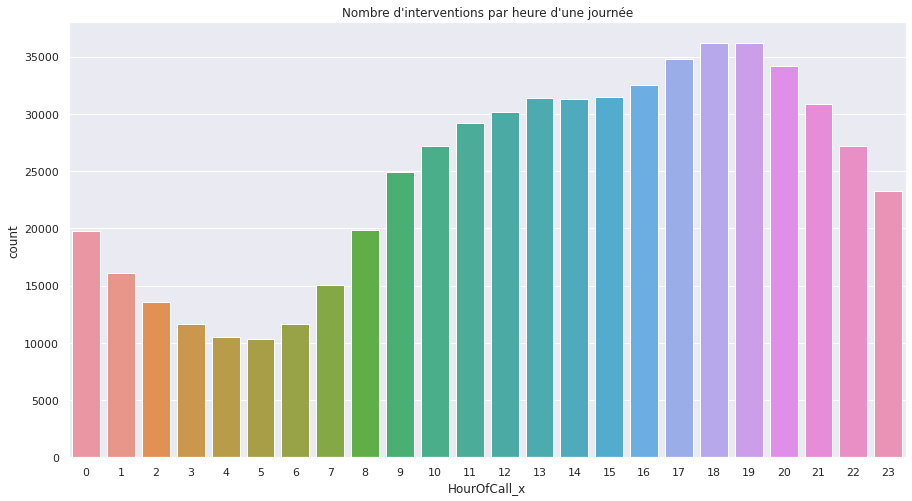 Nombre d'interventions par heure d'une journée
35000
30000
25000
20000
15000
10000
5000
0
count
0 1 2 3 4 5 6 7 8 9 10 11 12 13 14 15 16 17 18 19 20 21 22 23
HourOfCall_x